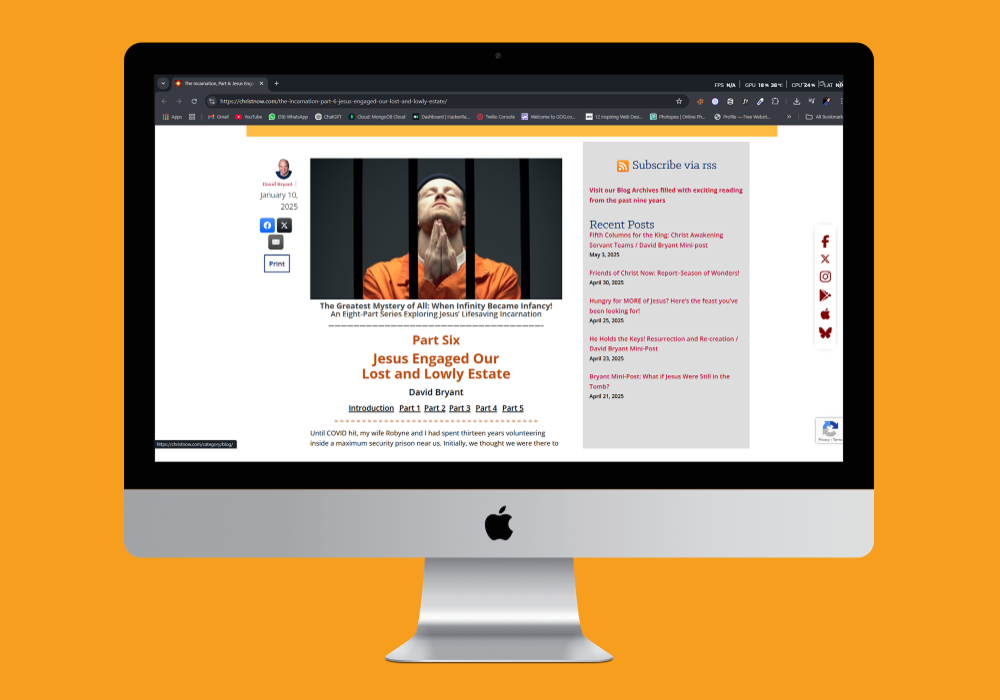 The Incarnation, Part 6: Jesus Eng
FPS N/A GPU 18% 38°C CPU 24% LAT
https://christnow.com/the-incarnation-part-6-jesus-engaged-our-lost-and-lowly-estate/
Apps Gmail YouTube (19) WhatsApp ChatGPT Cloud: MongoDB Cloud Dashboard | Twilio Console Welcome to GOG.co... 12 Inspiring Web Des... Photopea | Online Ph... Profile — Free Websit... » All Bookmark
David Bryant
January 10,
2025
Print
The Greatest Mystery of All: When Infinity Became Infancy!
An Eight-Part Series Exploring Jesus' Lifesaving Incarnation
Part Six
Jesus Engaged Our
Lost and Lowly Estate
David Bryant
Introduction Part 1 Part 2 Part 3 Part 4 Part 5
Until COVID hit, my wife Robyne and I had spent thirteen years volunteering
inside a maximum security prison near us. Initially, we thought we were there to
Subscribe via rss
Visit our Blog Archives filled with exciting reading
from the past nine years
Recent Posts
Fifth Columns for the King: Christ Awakening
Servant Teams / David Bryant Mini-post
May 3, 2025
Friends of Christ Now: Report-Season of Wonders!
April 30, 2025
Hungry for MORE of Jesus? Here's the feast you've
been looking for!
April 25, 2025
He Holds the Keys! Resurrection and Re-creation /
David Bryant Mini-Post
April 23, 2025
Bryant Mini-Post: What if Jesus Were Still in the
Tomb?
April 21, 2025
Privacy - Terms
https://christnow.com/category/blog/